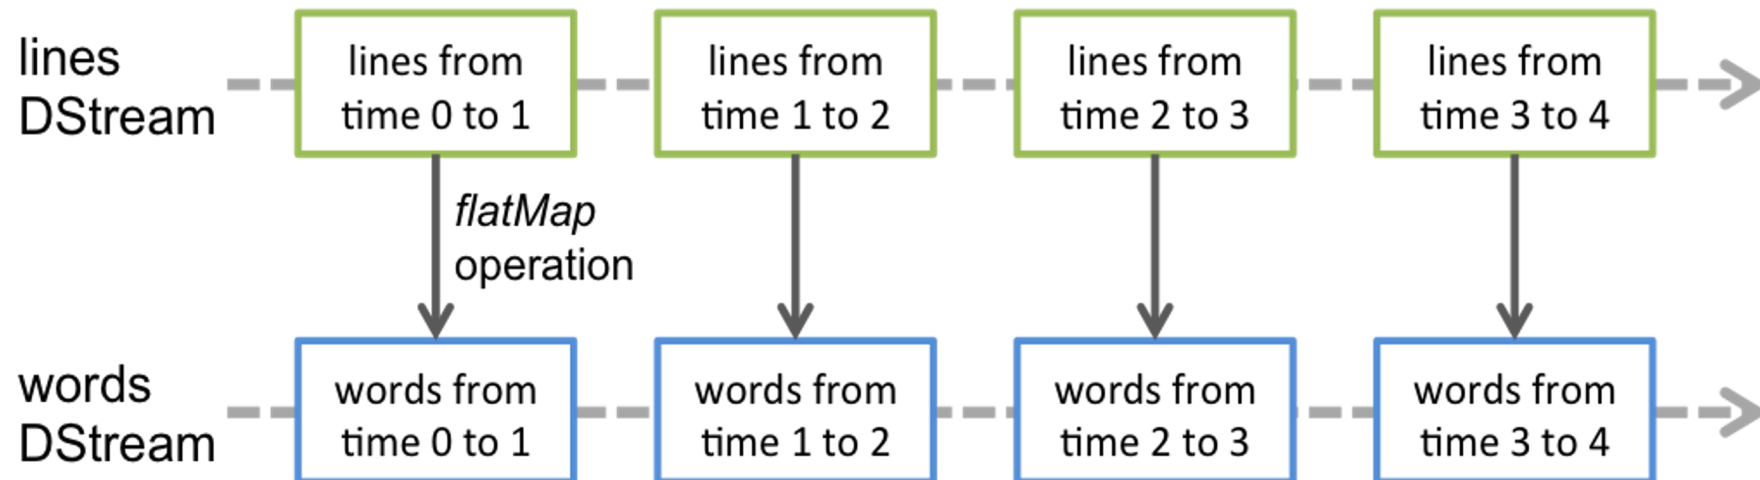 lines
DStream
lines from
time 0 to 1
lines from
time 1 to 2
lines from
time 2 to 3
lines from
time 3 to 4
flatMap
operation
words
DStream
words from
time 0 to 1
words from
time 1 to 2
words from
time 2 to 3
words from
time 3 to 4